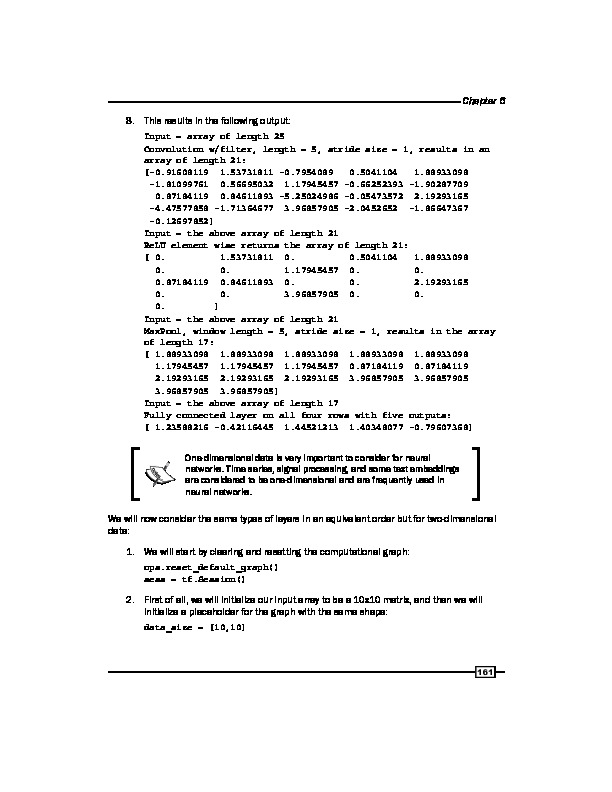 Chapter 6
8. This results in the following output:
Input = array of length 25
Convolution w/filter, length = 5, stride size = 1, results in an
array of length 21:
[-0.91608119 1.53731811 -0.7954089 0.5041104 1.88933098
-1.81099761 0.56695032 1.17945457 -0.66252393 -1.90287709
0.87184119 0.84611893 -5.25024986 -0.05473572 2.19293165
-4.47577858 -1.71364677 3.96857905 -2.0452652 -1.86647367
-0.12697852]
Input = the above array of length 21
ReLU element wise returns the array of length 21:
[ 0. 1.53731811 0. 0.5041104 1.88933098
0. 0. 1.17945457 0. 0.
0.87184119 0.84611893 0. 0. 2.19293165
0. 0. 3.96857905 0. 0.
0. ]
Input = the above array of length 21
MaxPool, window length = 5, stride size = 1, results in the array
of length 17:
[ 1.88933098 1.88933098 1.88933098 1.88933098 1.88933098
1.17945457 1.17945457 1.17945457 0.87184119 0.87184119
2.19293165 2.19293165 2.19293165 3.96857905 3.96857905
3.96857905 3.96857905]
Input = the above array of length 17
Fully connected layer on all four rows with five outputs:
[ 1.23588216 -0.42116445 1.44521213 1.40348077 -0.79607368]
One-dimensional data is very important to consider for neural
networks. Time series, signal processing, and some text embeddings
are considered to be one-dimensional and are frequently used in
neural networks.
We will now consider the same types of layers in an equivalent order but for two-dimensional
data:
1. We will start by clearing and resetting the computational graph:
ops.reset_default_graph()
sess = tf.Session()
2. First of all, we will initialize our input array to be a 10x10 matrix, and then we will
initialize a placeholder for the graph with the same shape:
data_size = [10,10]
161